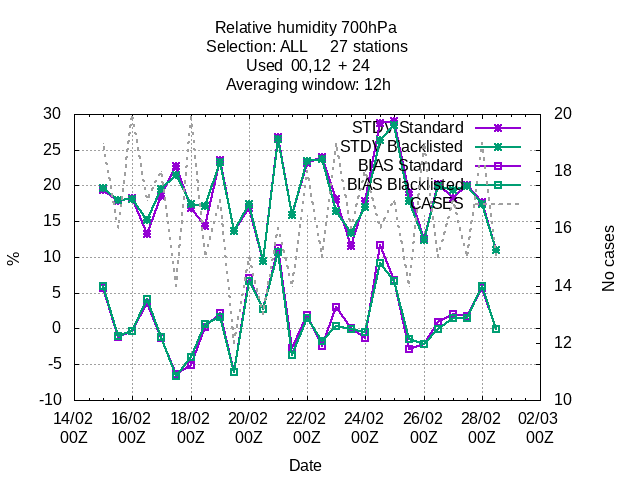 Relative humidity 700hPa
Selection: ALL     27 stations
Used  00,12  + 24
Averaging window: 12h
30
25
20
15
10
5
0
-5
-10
%
20
18
16
14
12
10
No cases
STDV Standard
STDV Blacklisted
BIAS Standard
BIAS Blacklisted
CASES
14/02 16/02 18/02 20/02 22/02 24/02 26/02 28/02 02/03
00Z 00Z 00Z 00Z 00Z 00Z 00Z 00Z 00Z
Date